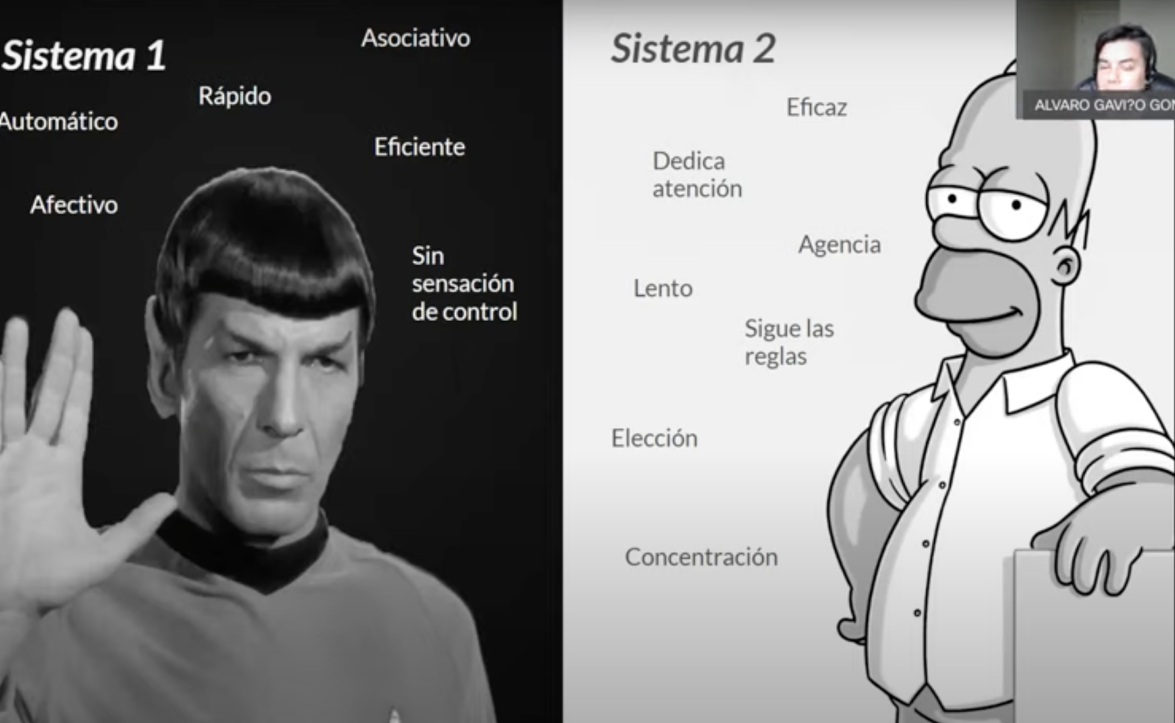 Sistema 1
Asociativo
Rápido
Automático
Eficiente
Afectivo
Sin
sensación
de control
Sistema 2
Eficaz
Dedica
atención
Agencia
Lento
Sigue las
reglas
Elección
Concentración
ALVARO GAVI?O GON